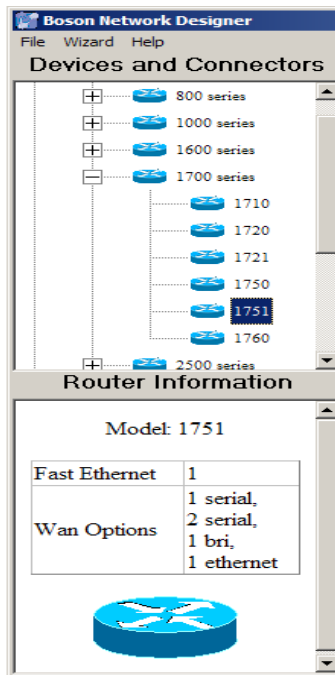 Boson Network Designer
File Wizard Help
Devices and Connectors
800 series
1000 series
1600 series
1700 series
1710
1720
1721
1750
1751
1760
2500 series
Router Information
Model: 1751
Fast Ethernet 1
Wan Options 1 serial,
2 serial,
1 bri,
1 ethernet